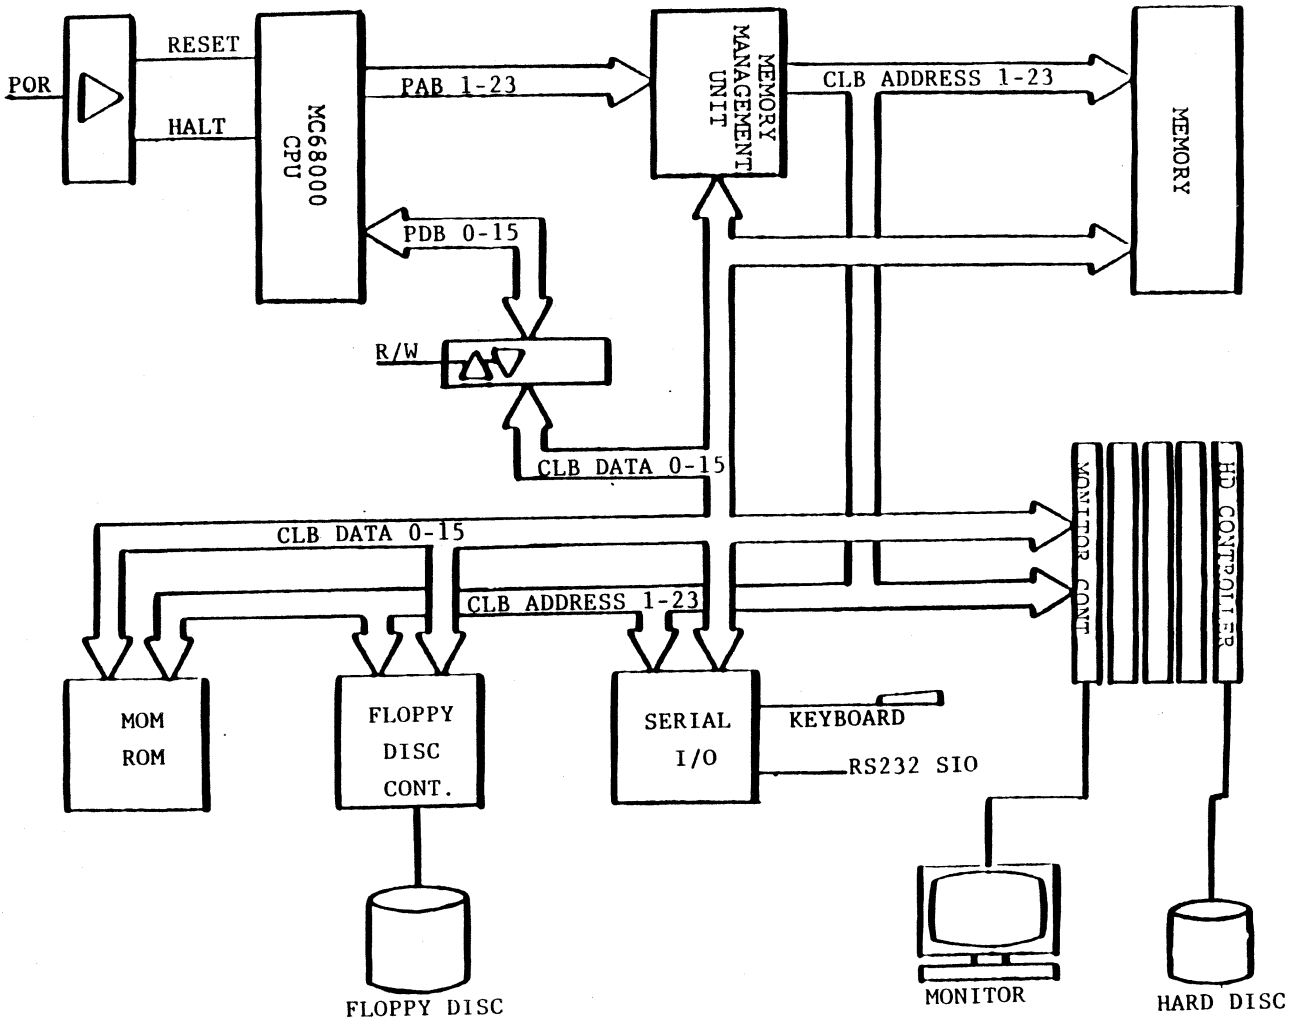 POR
RESET
HALT
MC68000
CPU
PAB 1-23
MEMORY
MANAGEMENT
UNIT
CLB ADDRESS 1-23
MEMORY
PDB 0-15
R/W
CLB DATA 0-15
CLB DATA 0-15
CLB ADDRESS 1-23
MONITOR CONT
HD CONTROLLER
MOM
ROM
FLOPPY
DISC
CONT.
SERIAL
I/O
KEYBOARD
RS232 SIO
FLOPPY DISC
MONITOR
HARD DISC